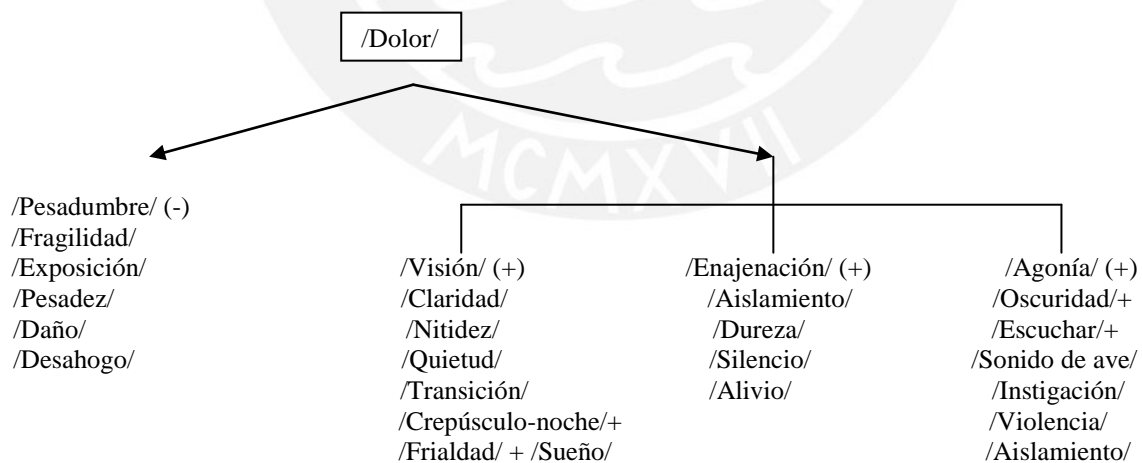 /Dolor/
MCMXVII
/Pesadumbre/ (-)
/Fragilidad/
/Exposición/
/Pesadez/
/Daño/
/Desahogo/
/Visión/ (+)
/Claridad/
/Nitidez/
/Quietud/
/Transición/
/Crepúsculo-noche/+
/Frialdad/ + /Sueño/
/Enajenación/ (+)
/Aislamiento/
/Dureza/
/Silencio/
/Alivio/
/Agonía/ (+)
/Oscuridad/+
/Escuchar/+
/Sonido de ave/
/Instigación/
/Violencia/
/Aislamiento/